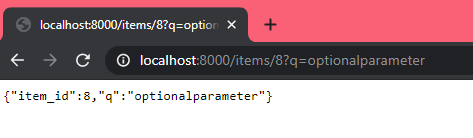 localhost:8000/items/8?q=option
localhost:8000/items/8?q=optionalparameter
{"item_id":8,"q":"optionalparameter"}